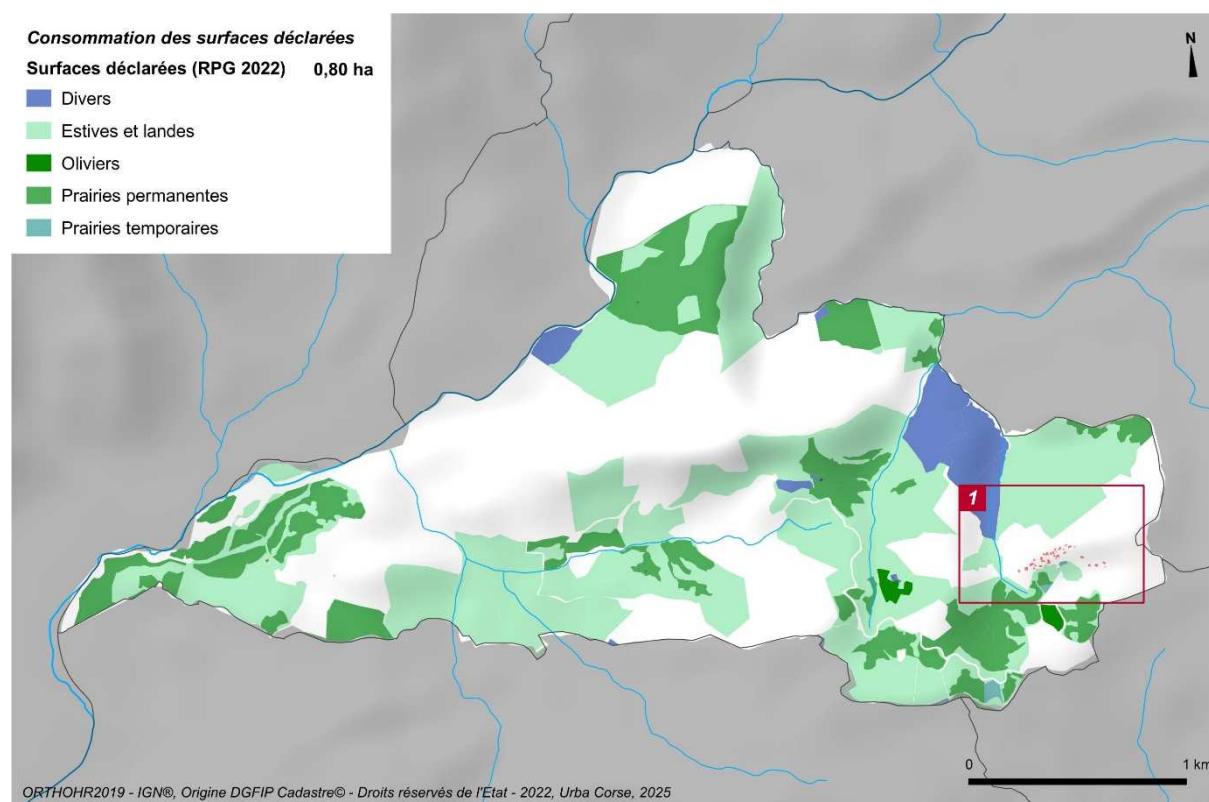 Consommation des surfaces déclarées
Surfaces déclarées (RPG 2022) 0,80 ha
Divers
Estives et landes
Oliviers
Prairies permanentes
Prairies temporaires
N
1
0 1 km
ORTHOHR2019 - IGN®, Origine DGFIP Cadastre© - Droits réservés de l'Etat - 2022, Urba Corse, 2025